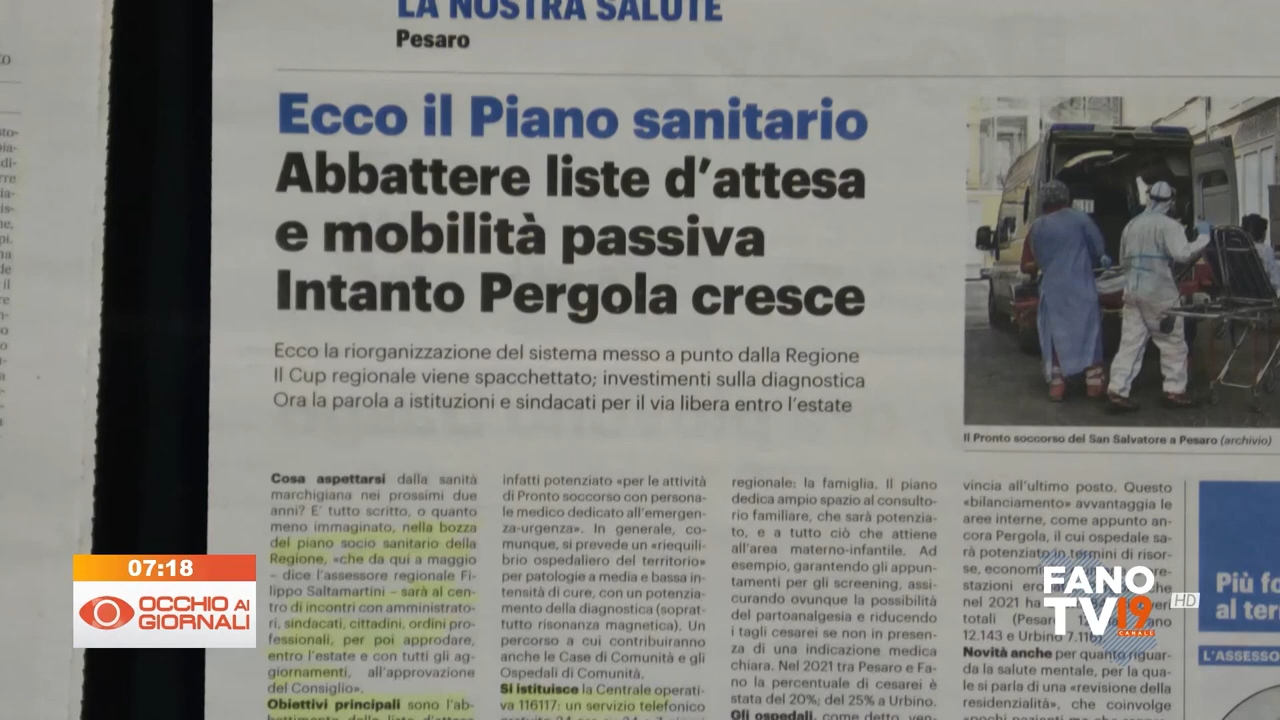 LA NOSTRA SALUTE
Pesaro
Ecco il Piano sanitario
Abbattere liste d'attesa
e mobilità passiva
Intanto Pergola cresce
Ecco la riorganizzazione del sistema messo a punto dalla Regione
Il Cup regionale viene spacchettato; investimenti sulla diagnostica
Ora la parola a istituzioni e sindacati per il via libera entro l'estate
Il Pronto soccorso del San Salvatore a Pesaro (archivio)
Cosa aspettarsi dalla sanità
marchigiana nei prossimi due
anni? E' tutto scritto, o quanto
meno immaginato, nella bozza
del piano socio sanitario della
Regione, «che da qui a maggio
– dice l'assessore regionale Fi-
lippo Saltamartini – sarà al cen-
tro di incontri con amministrato-
ri, sindacati, cittadini, ordini pro-
fessionali, per poi approdare,
entro l'estate e con tutti gli ag-
giornamenti, all'approvazione
del Consiglio».
Obiettivi principali sono l'ab-
infatti potenziato «per le attività
di Pronto soccorso con persona-
le medico dedicato all'emergen-
za-urgenza». In generale, co-
munque, si prevede un «riequili-
brio ospedaliero del territorio»
per patologie a media e bassa in-
tensità di cure, con un potenzia-
mento della diagnostica (soprat-
tutto risonanza magnetica). Un
percorso a cui contribuiranno
anche le Case di Comunità e gli
Ospedali di Comunità.
Si istituisce la Centrale operati-
va 116117: un servizio telefonico
regionale: la famiglia. Il piano
dedica ampio spazio al consulto-
rio familiare, che sarà potenzia-
to, e a tutto ciò che attiene
all'area materno-infantile. Ad
esempio, garantendo gli appun-
tamenti per gli screening, assi-
curando ovunque la possibilità
del partoanalgesia e riducendo
i tagli cesarei se non in presen-
za di una indicazione medica
chiara. Nel 2021 tra Pesaro e Fa-
no la percentuale di cesarei è
stata del 20%; del 25% a Urbino.
Gli ospedali, come detto, ven-
vincia all'ultimo posto. Questo
«bilanciamento» avvantaggia le
aree interne, come appunto an-
cora Pergola, il cui ospedale sa-
rà potenziato in termini di risor-
se,
stazioni
nel 2021 ha
totali (Pesaro
12.143 e Urbino 7.116)
Novità anche per quanto riguar-
da la salute mentale, per la qua-
le si parla di una «revisione della
residenzialità», che coinvolge
Più
al
L'ASSESSO
07:18
OCCHIO AI
GIORNALI
FANO
TV19
CANALE
HD